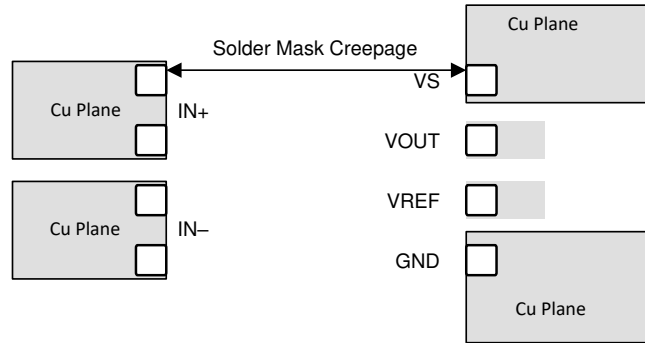 Cu Plane
Solder Mask Creepage
VS
Cu Plane
IN+
VOUT
VREF
Cu Plane
IN–
GND
Cu Plane